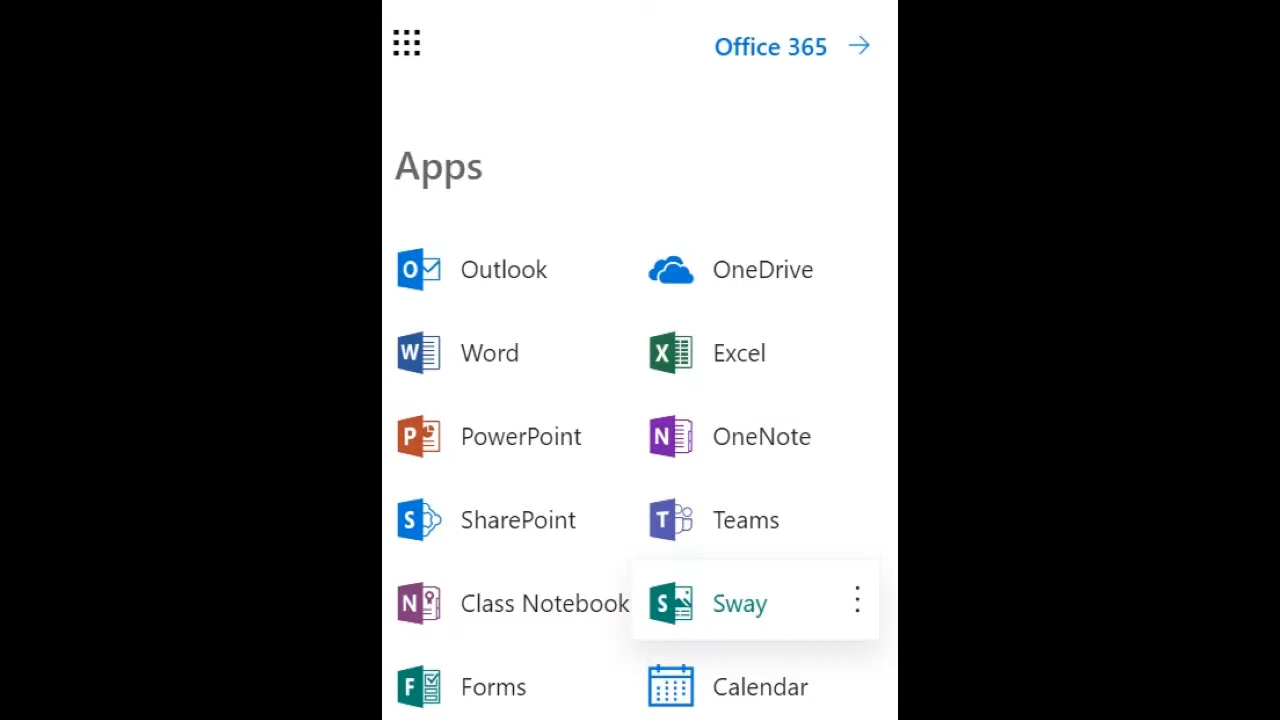 Office 365 →
Apps
Outlook OneDrive
Word Excel
PowerPoint OneNote
SharePoint Teams
Class Notebook Sway
Forms Calendar